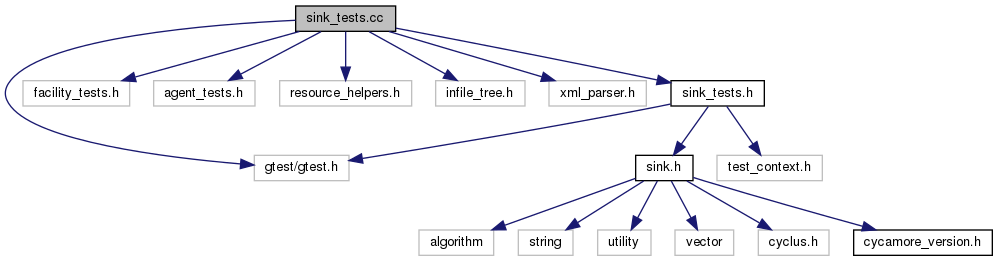 sink_tests.cc
facility_tests.h
agent_tests.h
resource_helpers.h
infile_tree.h
xml_parser.h
sink_tests.h
gtest/gtest.h
sink.h
test_context.h
algorithm
string
utility
vector
cyclus.h
cycamore_version.h